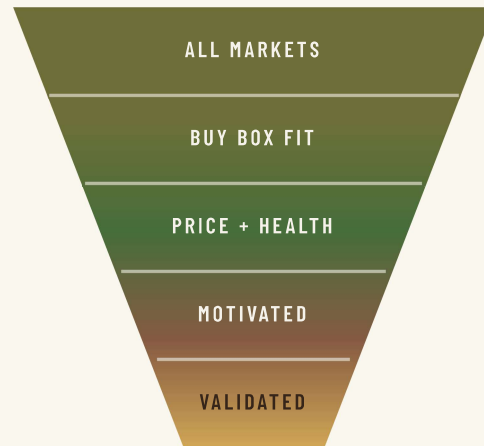 ALL MARKETS
BUY BOX FIT
PRICE + HEALTH
MOTIVATED
VALIDATED